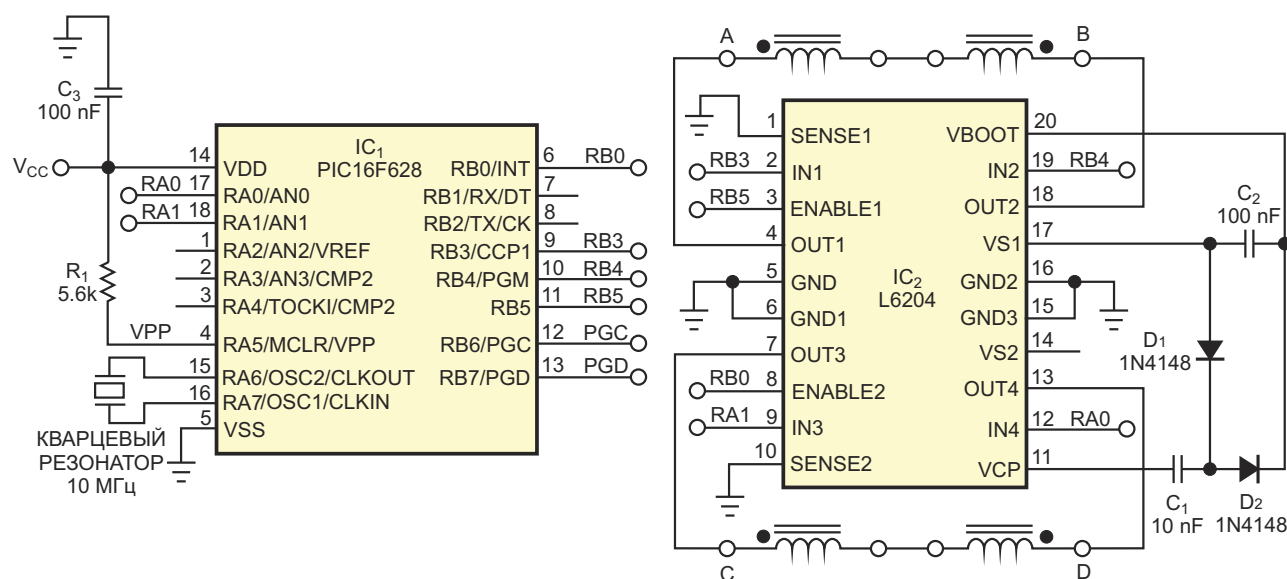 C3
100 nF
VCC
R1
5.6k
VPP
RA0
RA1
КВАРЦЕВЫЙ
РЕЗОНАТОР
10 МГц
IC1
PIC16F628
14 VDD
17 RA0/AN0
18 RA1/AN1
1 RA2/AN2/VREF
2 RA3/AN3/CMP2
3 RA4/TOCKI/CMP2
4 RA5/MCLR/VPP
15 RA6/OSC2/CLKOUT
16 RA7/OSC1/CLKIN
5 VSS
RB0/INT 6 RB0
RB1/RX/DT 7
RB2/TX/CK 8
RB3/CCP1 9 RB3
RB4/PGM 10 RB4
RB5 11 RB5
RB6/PGC 12 PGC
RB7/PGD 13 PGD
A
B
IC2
L6204
1 SENSE1
RB3 2 IN1
RB5 3 ENABLE1
4 OUT1
5 GND
6 GND1
7 OUT3
RB0 8 ENABLE2
RA1 9 IN3
10 SENSE2
VBOOT 20
IN2 19 RB4
OUT2 18
VS1 17
GND2 16
GND3 15
VS2 14
OUT4 13
IN4 12 RA0
VCP 11
C2
100 nF
D1
1N4148
C1
10 nF
D2
1N4148
C
D